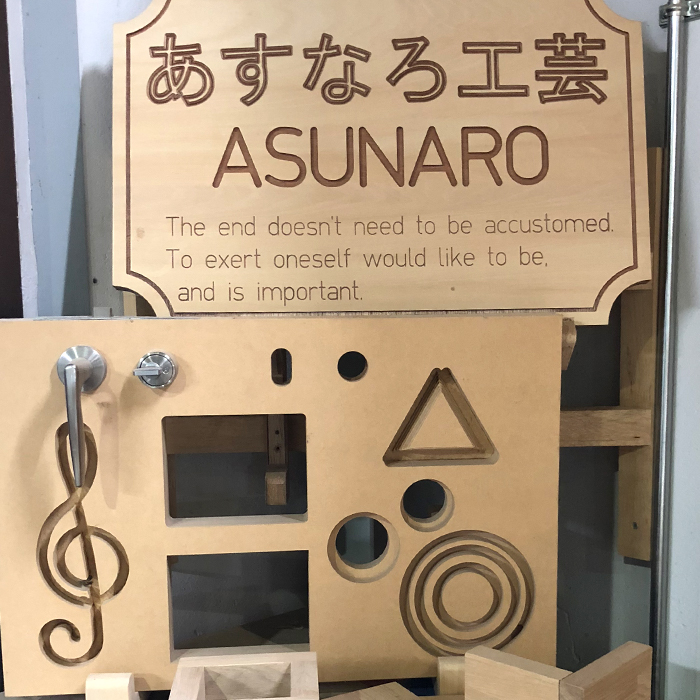 あすなろ工芸
ASUNARO
The end doesn't need to be accustomed.
To exert oneself would like to be,
and is important.